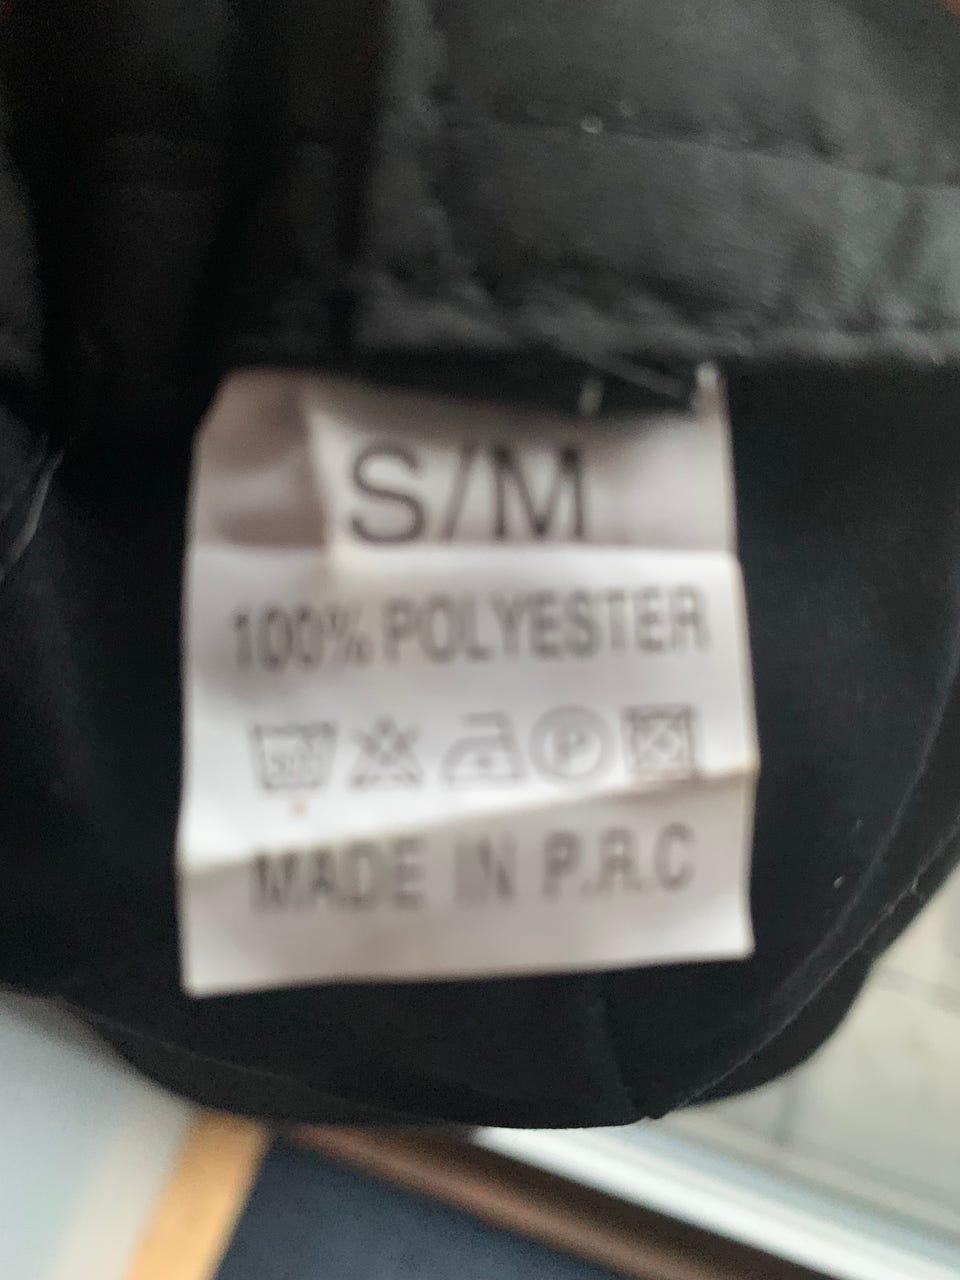 S/M
100% POLYESTER
P
MADE IN P.R.C